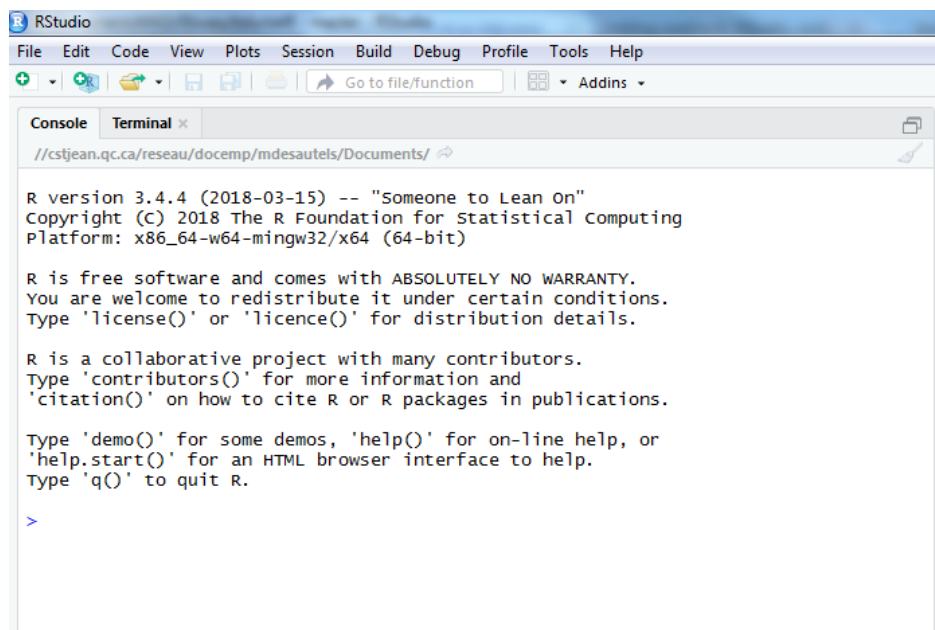 RStudio
File Edit Code View Plots Session Build Debug Profile Tools Help
Go to file/function Addins
Console Terminal
//cstjean.qc.ca/reseau/docemp/mdesautels/Documents/
R version 3.4.4 (2018-03-15) -- "Someone to Lean On"
Copyright (C) 2018 The R Foundation for Statistical Computing
Platform: x86_64-w64-mingw32/x64 (64-bit)
R is free software and comes with ABSOLUTELY NO WARRANTY.
You are welcome to redistribute it under certain conditions.
Type 'license()' or 'licence()' for distribution details.
R is a collaborative project with many contributors.
Type 'contributors()' for more information and
'citation()' on how to cite R or R packages in publications.
Type 'demo()' for some demos, 'help()' for on-line help, or
'help.start()' for an HTML browser interface to help.
Type 'q()' to quit R.
>